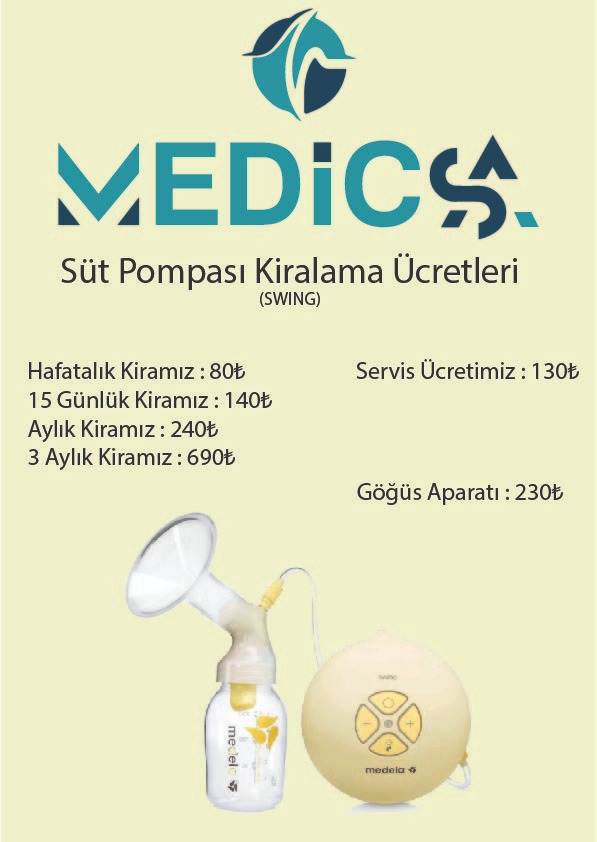 MEDiCSA
Süt Pompası Kiralama Ücretleri
(SWING)
Hafatalık Kiramız : 80₺
15 Günlük Kiramız : 140₺
Aylık Kiramız : 240₺
3 Aylık Kiramız : 690₺
Servis Ücretimiz : 130₺
Göğüs Aparatı : 230₺
medela
medela